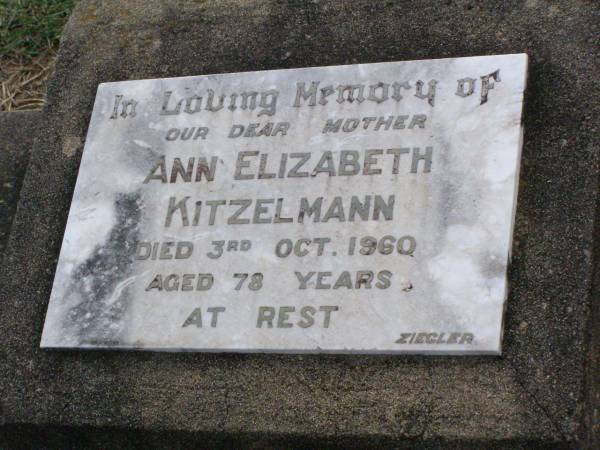 In Loving Memory of
OUR DEAR MOTHER
ANN ELIZABETH
KITZELMANN
DIED 3RD OCT. 1960
AGED 78 YEARS
AT REST
ZIEGLER